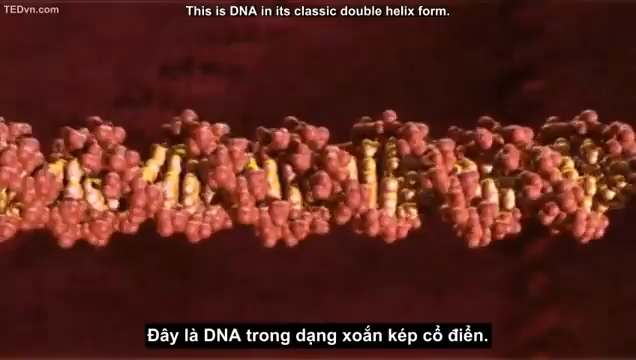 TEDvn.com
This is DNA in its classic double helix form.
Đây là DNA trong dạng xoắn kép cổ điển.